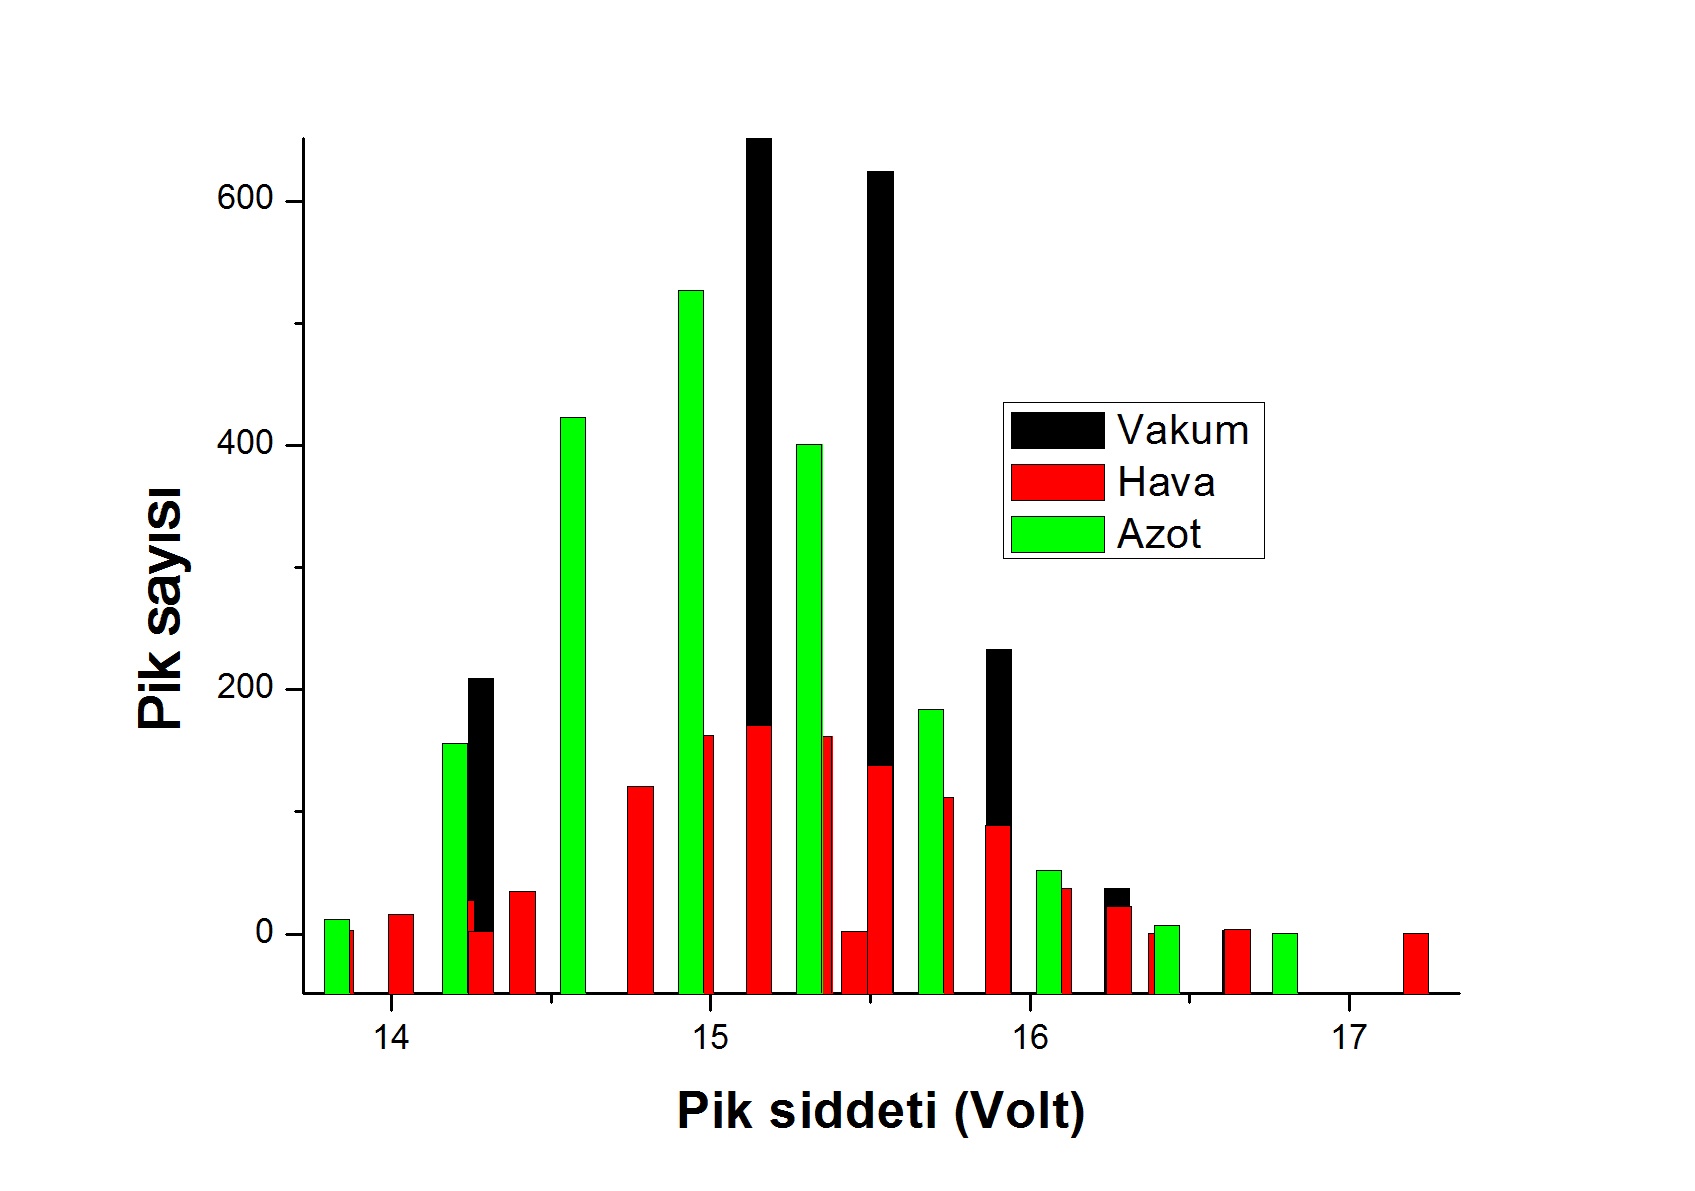 600
400
200
0
Pik sayısı
Vakum
Hava
Azot
14 15 16 17
Pik siddeti (Volt)